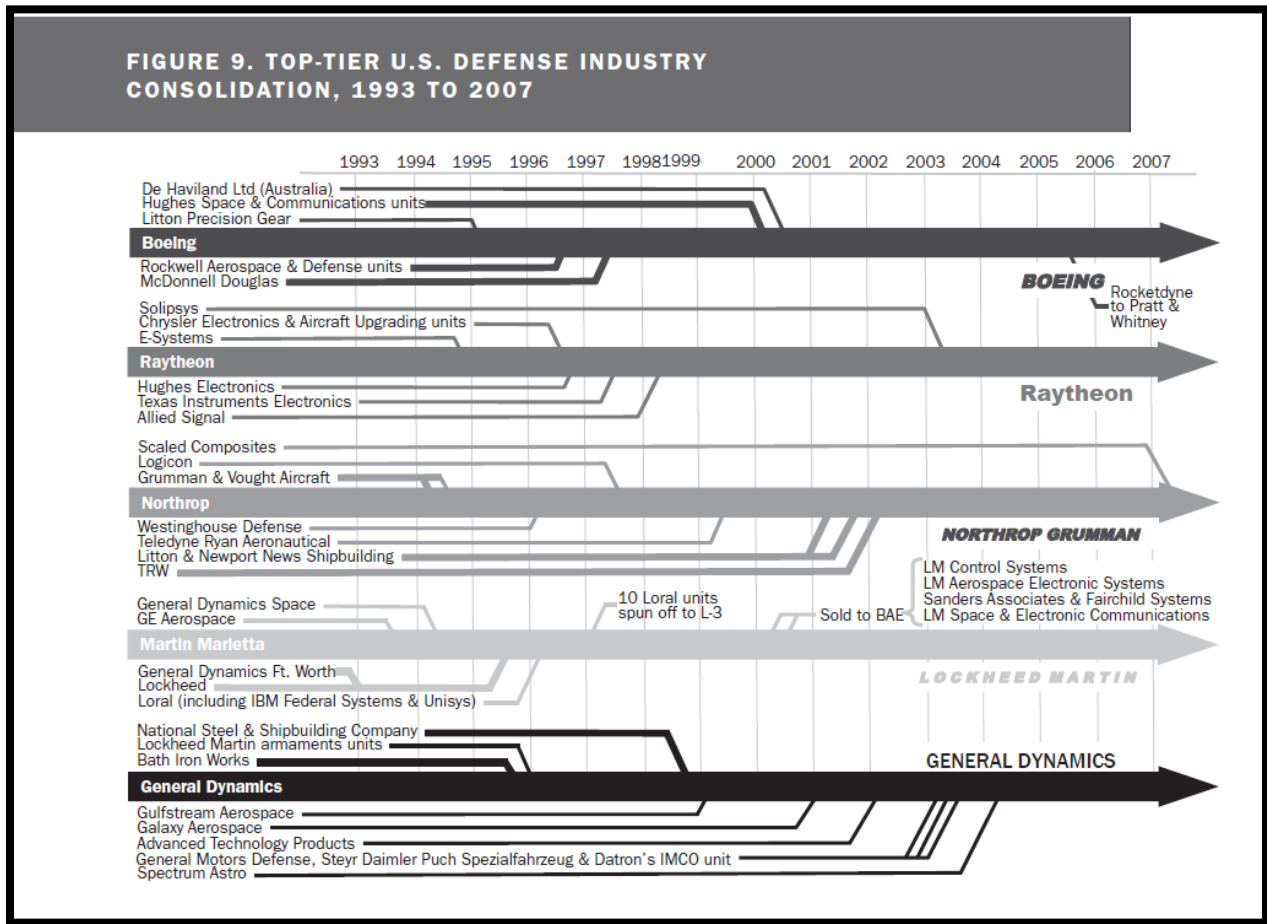 FIGURE 9. TOP-TIER U.S. DEFENSE INDUSTRY
CONSOLIDATION, 1993 TO 2007
1993 1994 1995 1996 1997 1998 1999 2000 2001 2002 2003 2004 2005 2006 2007
De Haviland Ltd (Australia)
Hughes Space & Communications units
Litton Precision Gear
Boeing
Rockwell Aerospace & Defense units
McDonnell Douglas
BOEING
Rocketdyne
to Pratt &
Whitney
Solipsys
Chrysler Electronics & Aircraft Upgrading units
E-Systems
Raytheon
Hughes Electronics
Texas Instruments Electronics
Allied Signal
Raytheon
Scaled Composites
Logicon
Grumman & Vought Aircraft
Northrop
Westinghouse Defense
Teledyne Ryan Aeronautical
Litton & Newport News Shipbuilding
TRW
NORTHROP GRUMMAN
General Dynamics Space
GE Aerospace
10 Loral units
spun off to L-3
Sold to BAE
LM Control Systems
LM Aerospace Electronic Systems
Sanders Associates & Fairchild Systems
LM Space & Electronic Communications
Martin Marietta
General Dynamics Ft. Worth
Lockheed
Loral (including IBM Federal Systems & Unisys)
LOCKHEED MARTIN
National Steel & Shipbuilding Company
Lockheed Martin armaments units
Bath Iron Works
GENERAL DYNAMICS
General Dynamics
Gulfstream Aerospace
Galaxy Aerospace
Advanced Technology Products
General Motors Defense, Steyr Daimler Puch Spezialfahrzeug & Datron's IMCO unit
Spectrum Astro